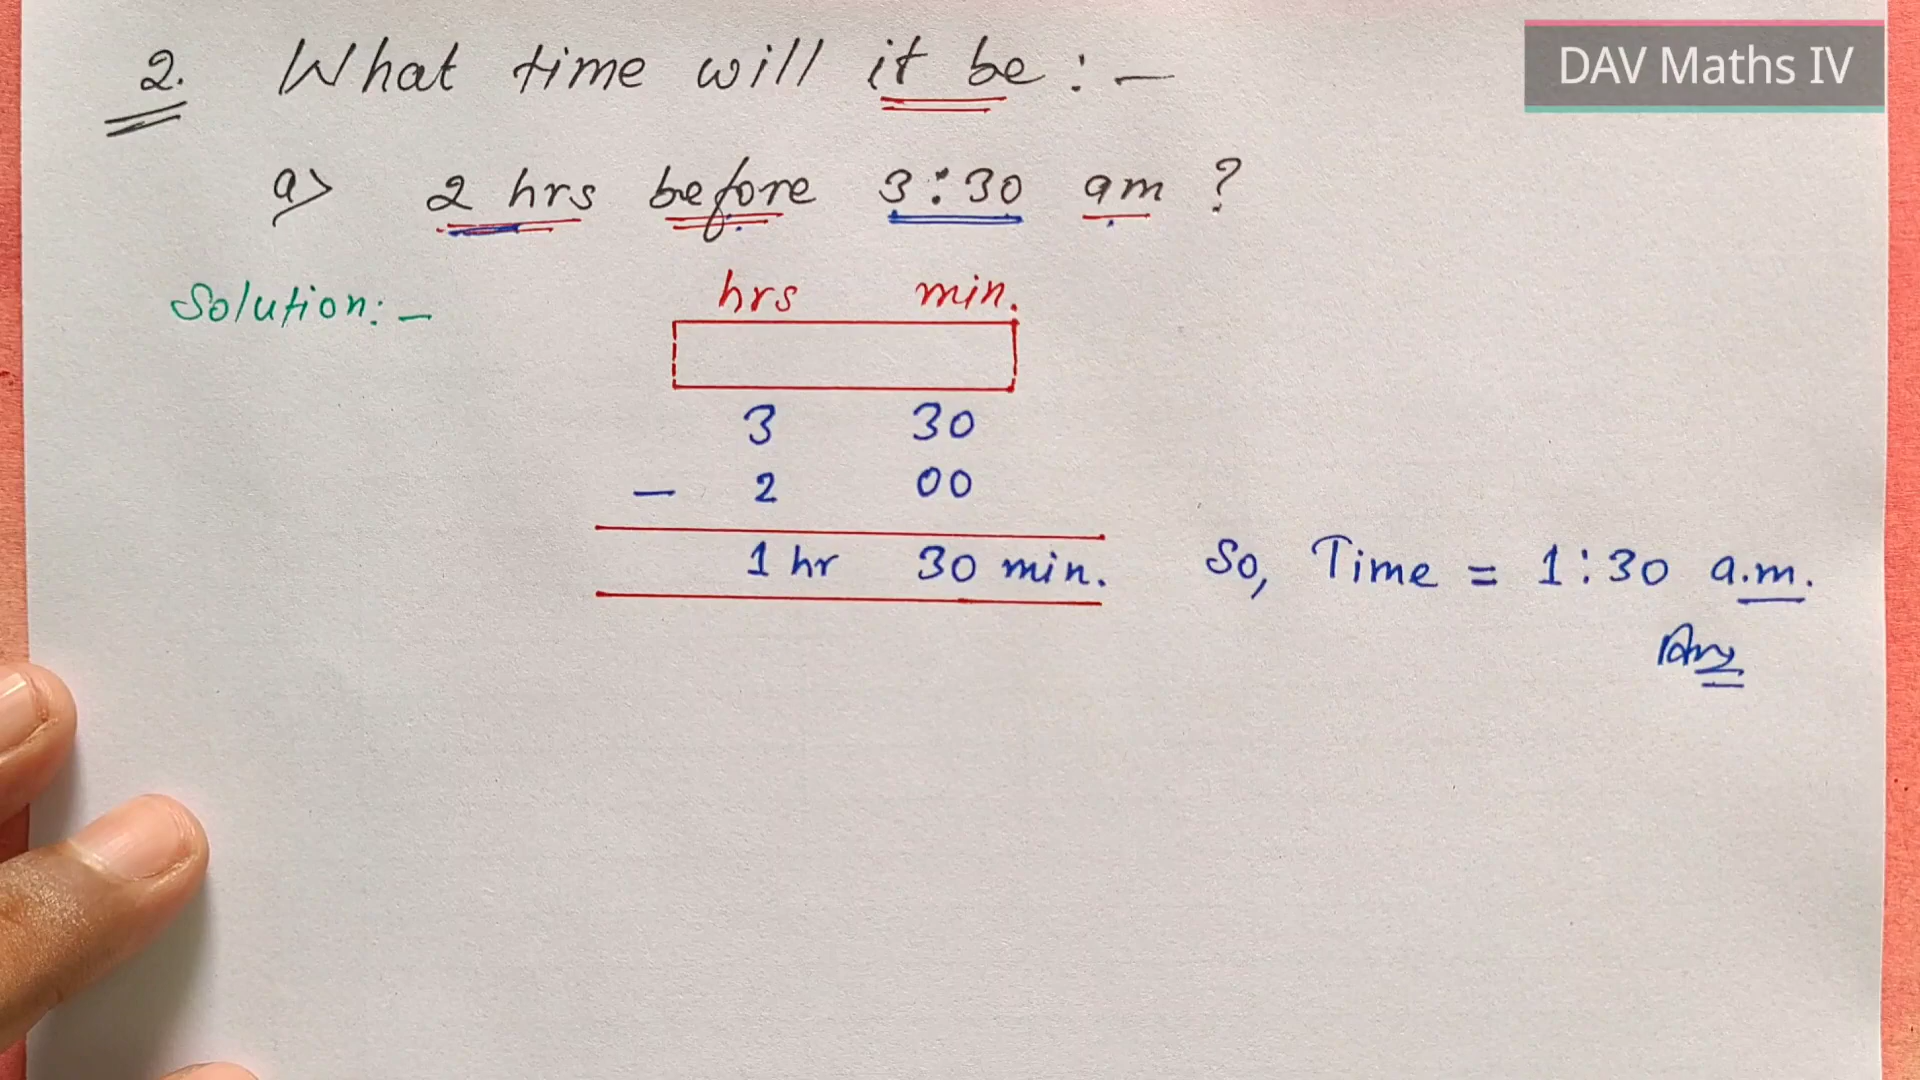 DAV Maths IV
2. What time will it be :-
a> 2 hrs before 3:30 am ?
Solution:-
hrs min.
3 30
- 2 00
1 hr 30 min.
So, Time = 1:30 a.m.
Ans